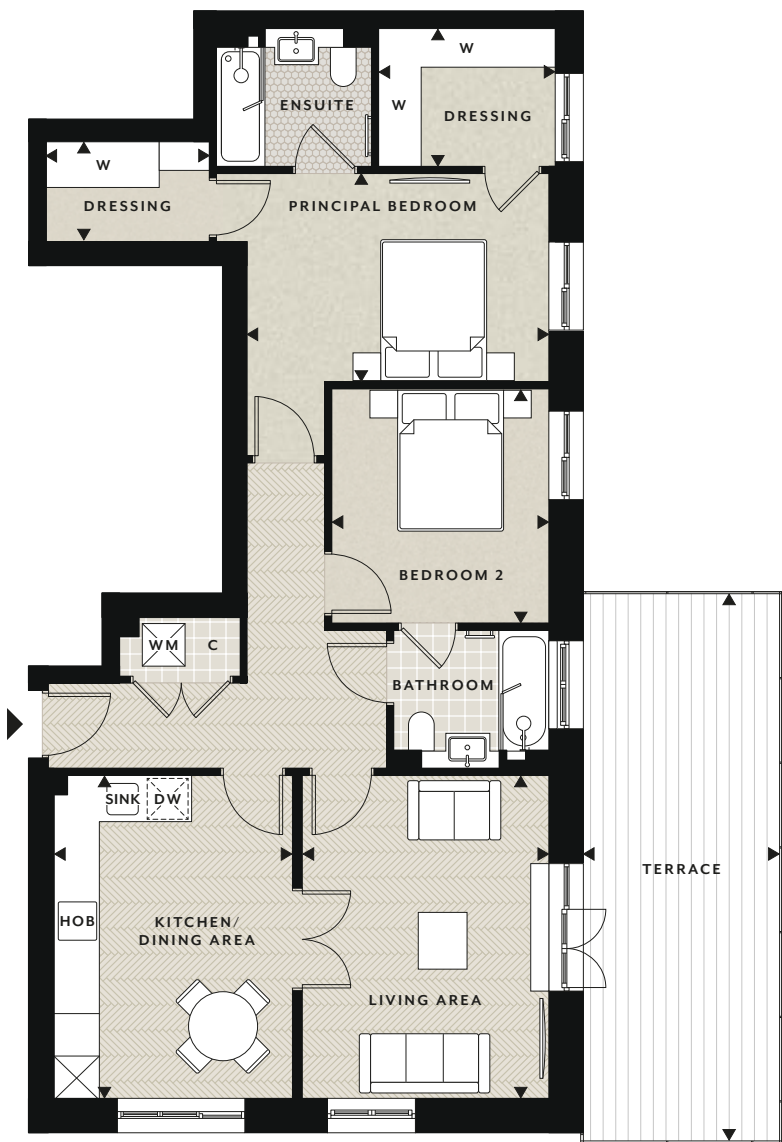 W
ENSUITE
W
DRESSING
W
DRESSING
PRINCIPAL BEDROOM
BEDROOM 2
WM
C
BATHROOM
SINK
DW
TERRACE
HOB
KITCHEN/
DINING AREA
LIVING AREA